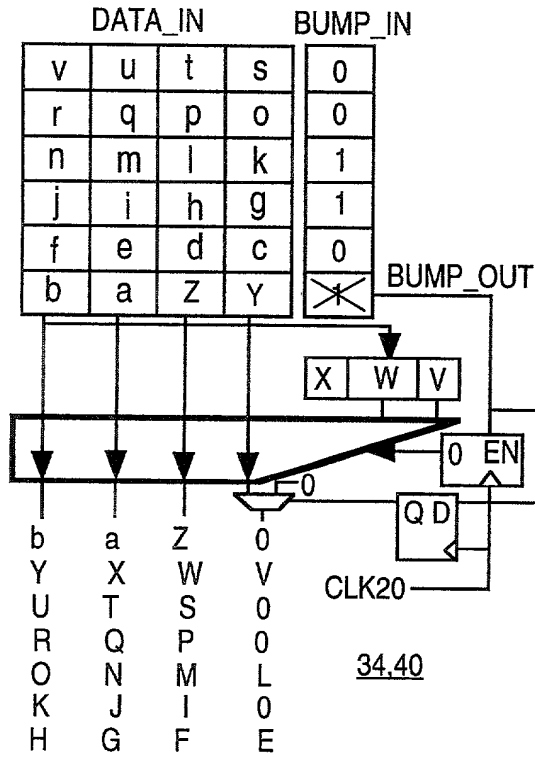 DATA_IN BUMP_IN
v u t s 0
r q p o 0
n m l k 1
j i h g 1
f e d c 0
b a Z Y 1
BUMP_OUT
X W V
0 EN
0
Q D
CLK20
b a Z 0
Y X W V
U T S 0
R Q P 0
O N M L
K J I 0
H G F E
34,40